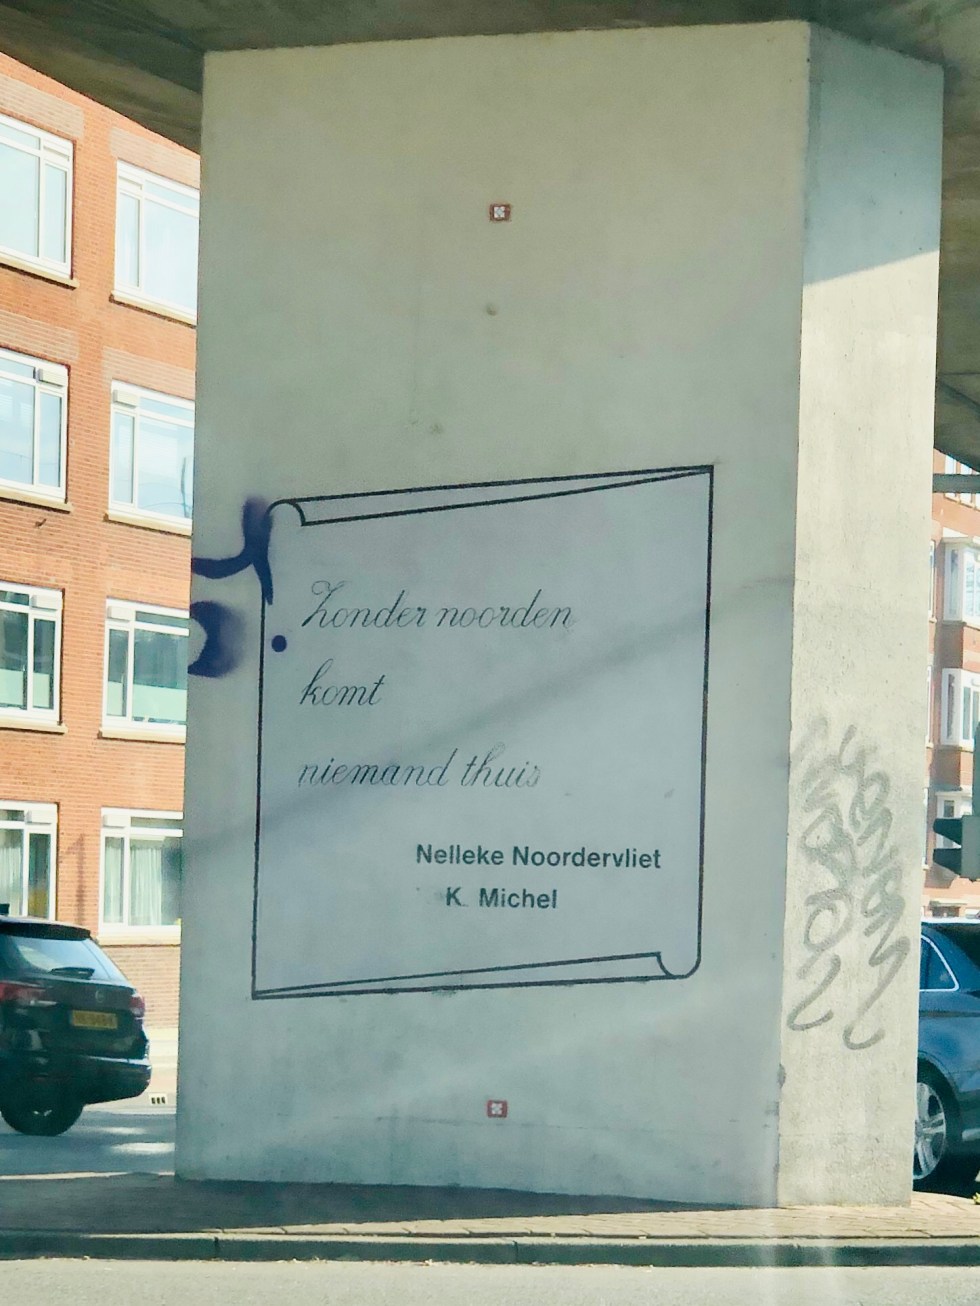 Zonder noorden
komt
niemand thuis
Nelleke Noordervliet
K. Michel